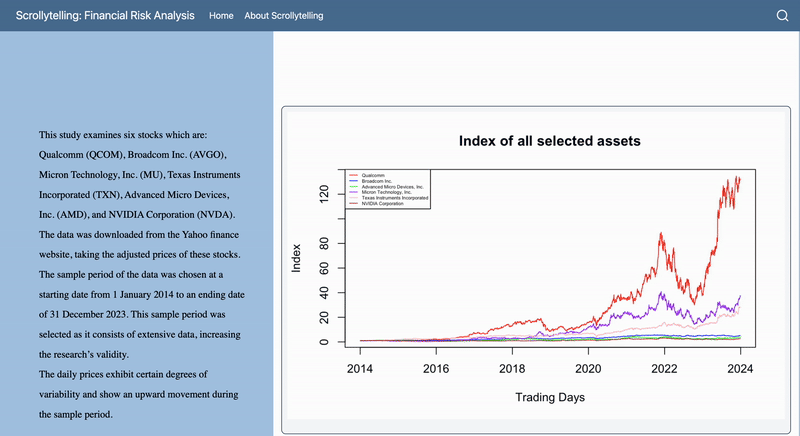 Scrollytelling: Financial Risk Analysis Home About Scrollytelling
This study examines six stocks which are:
Qualcomm (QCOM), Broadcom Inc. (AVGO),
Micron Technology, Inc. (MU), Texas Instruments
Incorporated (TXN), Advanced Micro Devices,
Inc. (AMD), and NVIDIA Corporation (NVDA).
The data was downloaded from the Yahoo finance
website, taking the adjusted prices of these stocks.
The sample period of the data was chosen at a
starting date from 1 January 2014 to an ending date
of 31 December 2023. This sample period was
selected as it consists of extensive data, increasing
the research's validity.
The daily prices exhibit certain degrees of
variability and show an upward movement during
the sample period.
Index of all selected assets
Qualcomm
Broadcom Inc.
Advanced Micro Devices, Inc.
Micron Technology, Inc.
Texas Instruments Incorporated
NVIDIA Corporation
Index
120
80
60
40
20
0
2014 2016 2018 2020 2022 2024
Trading Days